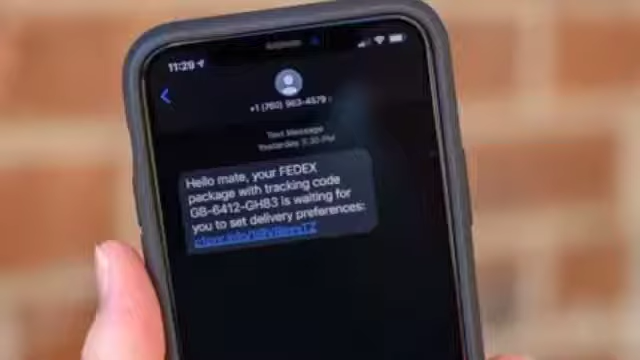 11:29
+1 (760) 963-4579
Text Message
Yesterday 5:30 PM
Hello mate, your FEDEX
package with tracking code
GB-6412-GH83 is waiting for
you to set delivery preferences: